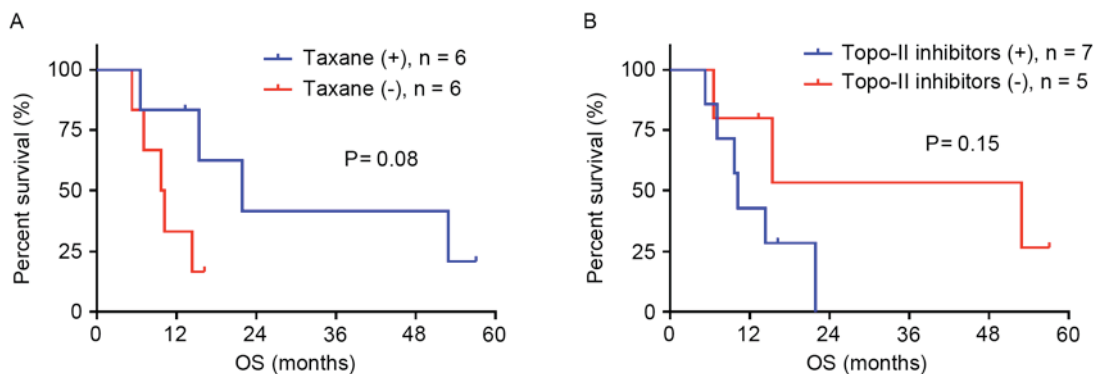 A
Taxane (+), n = 6
Taxane (-), n = 6
P= 0.08
Percent survival (%)
100
75
50
25
0
0 12 24 36 48 60
OS (months)
B
Topo-II inhibitors (+), n = 7
Topo-II inhibitors (-), n = 5
P= 0.15
Percent survival (%)
100
75
50
25
0
0 12 24 36 48 60
OS (months)